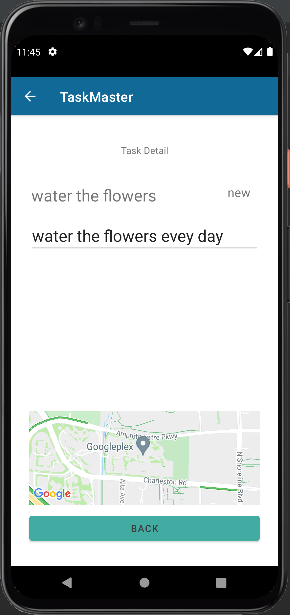 11:45
TaskMaster
Task Detail
water the flowers
new
water the flowers evey day
Amphitheatre Pkwy
Googleplex
Charleston Rd
N Shoreline Blvd
Google
BACK